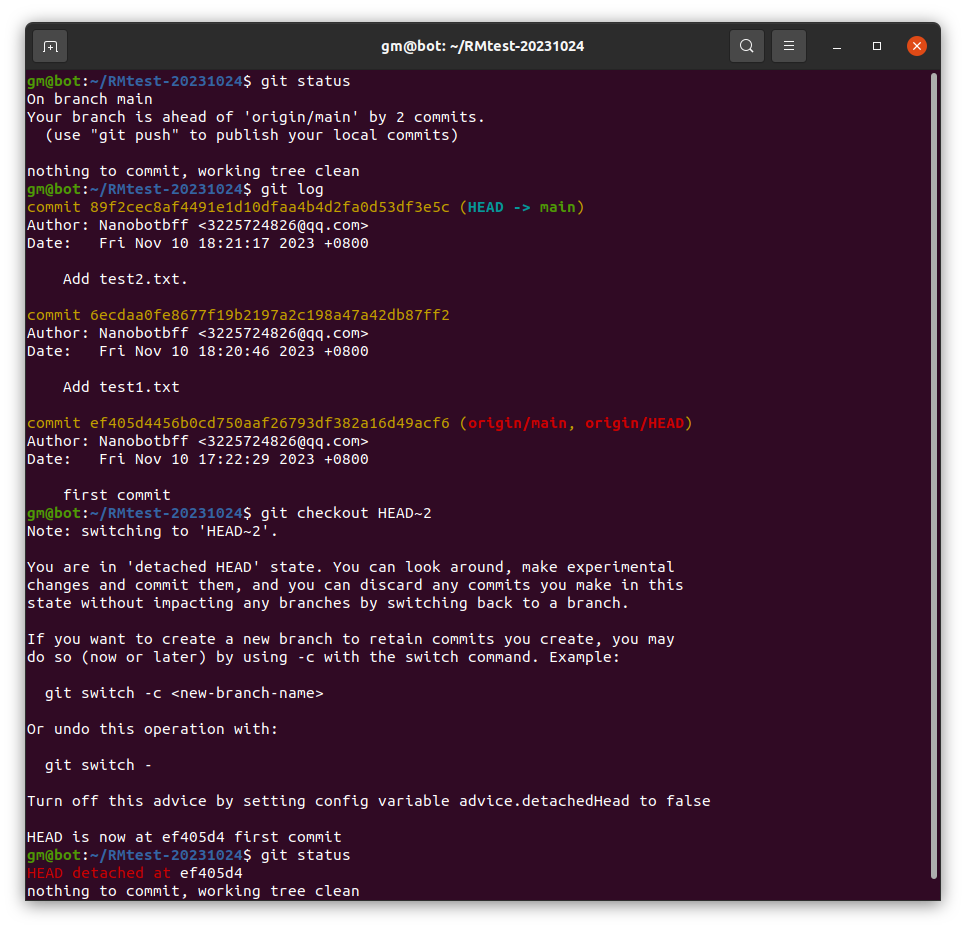 gm@bot: ~/RMtest-20231024
gm@bot:~/RMtest-20231024$ git status
On branch main
Your branch is ahead of 'origin/main' by 2 commits.
  (use "git push" to publish your local commits)

nothing to commit, working tree clean
gm@bot:~/RMtest-20231024$ git log
commit 89f2cec8af4491e1d10dfaa4b4d2fa0d53df3e5c (HEAD -> main)
Author: Nanobotbff <3225724826@qq.com>
Date:   Fri Nov 10 18:21:17 2023 +0800

    Add test2.txt.

commit 6ecdaa0fe8677f19b2197a2c198a47a42db87ff2
Author: Nanobotbff <3225724826@qq.com>
Date:   Fri Nov 10 18:20:46 2023 +0800

    Add test1.txt

commit ef405d4456b0cd750aaf26793df382a16d49acf6 (origin/main, origin/HEAD)
Author: Nanobotbff <3225724826@qq.com>
Date:   Fri Nov 10 17:22:29 2023 +0800

    first commit
gm@bot:~/RMtest-20231024$ git checkout HEAD~2
Note: switching to 'HEAD~2'.

You are in 'detached HEAD' state. You can look around, make experimental
changes and commit them, and you can discard any commits you make in this
state without impacting any branches by switching back to a branch.

If you want to create a new branch to retain commits you create, you may
do so (now or later) by using -c with the switch command. Example:

  git switch -c <new-branch-name>

Or undo this operation with:

  git switch -

Turn off this advice by setting config variable advice.detachedHead to false

HEAD is now at ef405d4 first commit
gm@bot:~/RMtest-20231024$ git status
HEAD detached at ef405d4
nothing to commit, working tree clean